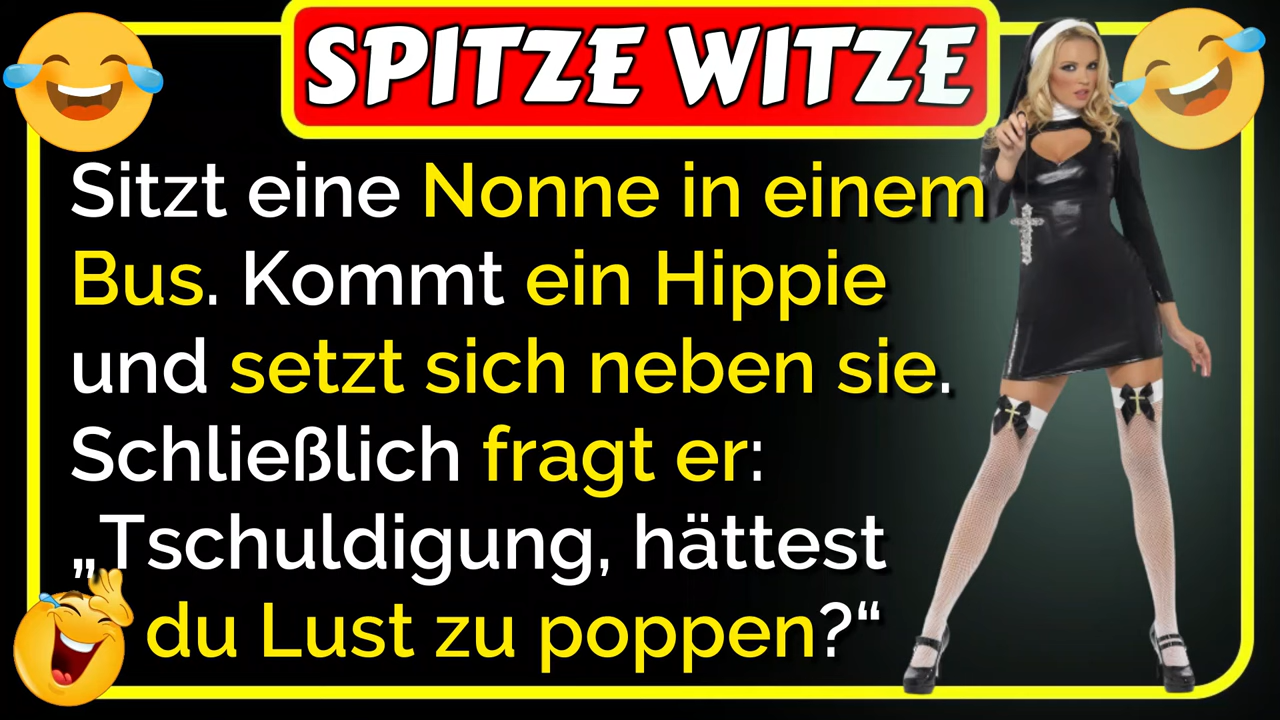 SPITZE WITZE
Sitzt eine Nonne in einem
Bus. Kommt ein Hippie
und setzt sich neben sie.
Schließlich fragt er:
„Tschuldigung, hättest
du Lust zu poppen?“